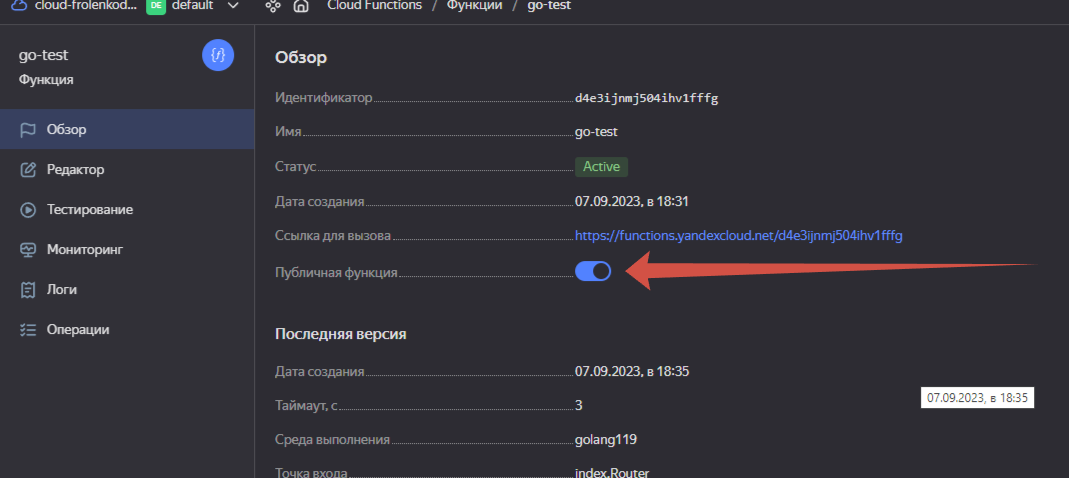 cloud-frolenkod... DE default Cloud Functions / Функции / go-test
go-test
Функция
{ƒ}
Обзор
Редактор
Тестирование
Мониторинг
Логи
Операции
Обзор
Идентификатор d4e3ijnmj504ihv1fffg
Имя go-test
Статус Active
Дата создания 07.09.2023, в 18:31
Ссылка для вызова https://functions.yandexcloud.net/d4e3ijnmj504ihv1fffg
Публичная функция
Последняя версия
Дата создания 07.09.2023, в 18:35
07.09.2023, в 18:35
Таймаут, с 3
Среда выполнения golang119
Точка входа index.Router